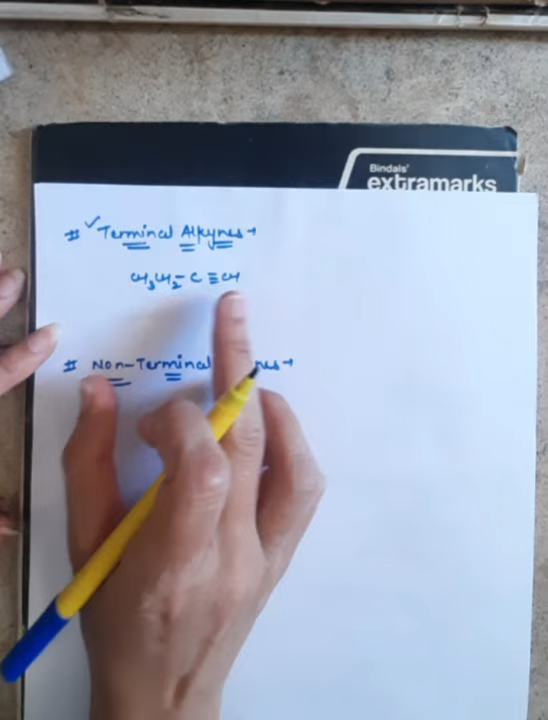 Bindals'
extramarks
# ✓ Terminal Alkynes →
CH₃CH₂-C≡CH
# Non-Terminal